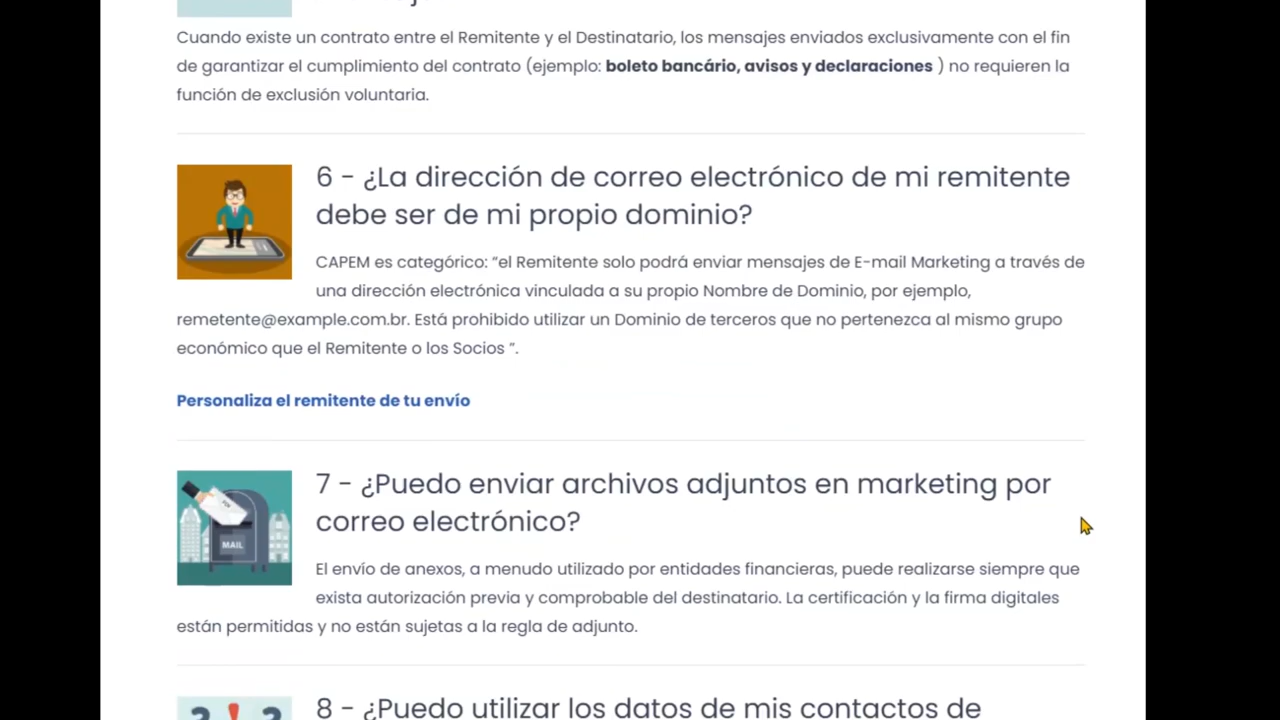 Cuando existe un contrato entre el Remitente y el Destinatario, los mensajes enviados exclusivamente con el fin
de garantizar el cumplimiento del contrato (ejemplo: boleto bancário, avisos y declaraciones ) no requieren la
función de exclusión voluntaria.
6 - ¿La dirección de correo electrónico de mi remitente
debe ser de mi propio dominio?
CAPEM es categórico: “el Remitente solo podrá enviar mensajes de E-mail Marketing a través de
una dirección electrónica vinculada a su propio Nombre de Dominio, por ejemplo,
remetente@example.com.br. Está prohibido utilizar un Dominio de terceros que no pertenezca al mismo grupo
económico que el Remitente o los Socios ”.
Personaliza el remitente de tu envío
7 - ¿Puedo enviar archivos adjuntos en marketing por
correo electrónico?
MAIL
El envío de anexos, a menudo utilizado por entidades financieras, puede realizarse siempre que
exista autorización previa y comprobable del destinatario. La certificación y la firma digitales
están permitidas y no están sujetas a la regla de adjunto.
8 - ¿Puedo utilizar los datos de mis contactos de